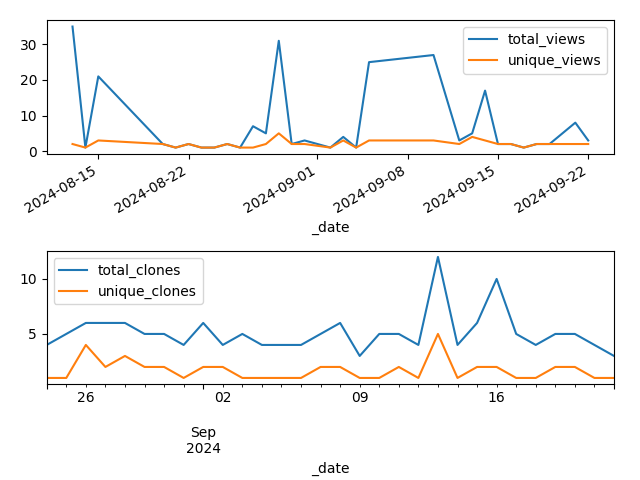 30
20
10
0
total_views
unique_views
2024-08-15
2024-08-22
2024-09-01
2024-09-08
2024-09-15
2024-09-22
_date
10
5
total_clones
unique_clones
26
02
09
16
Sep
2024
_date